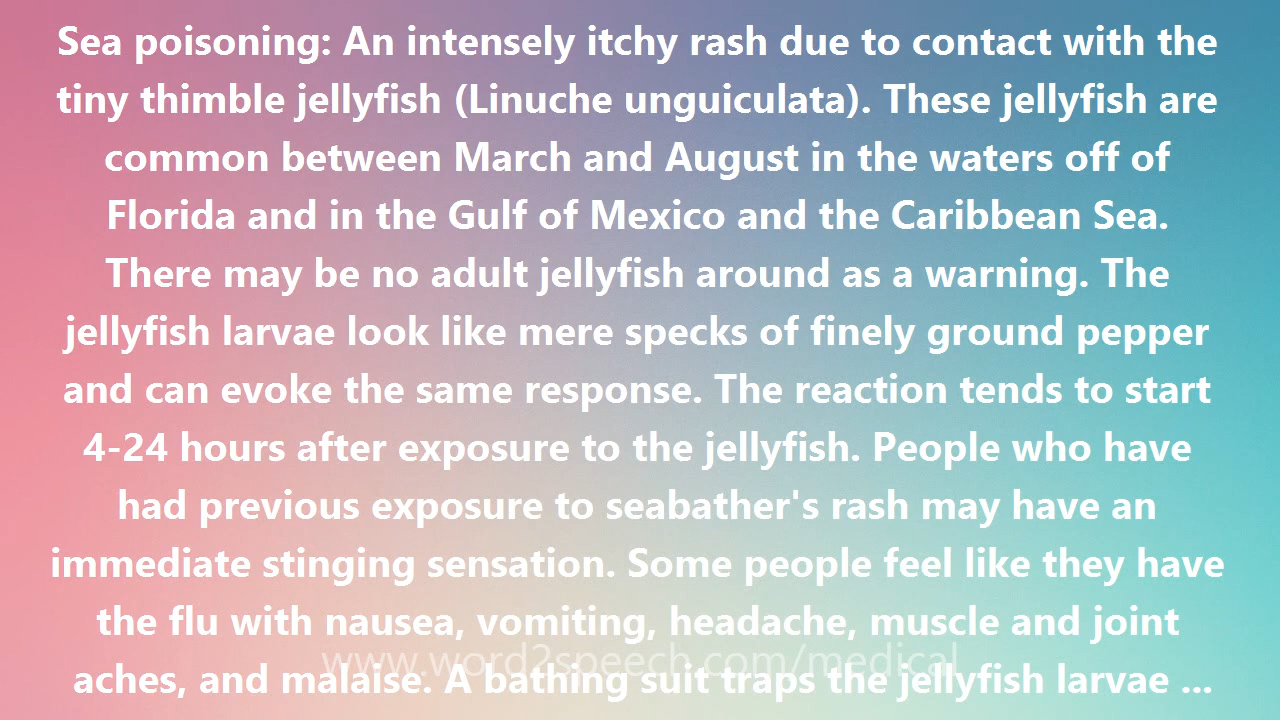 Sea poisoning: An intensely itchy rash due to contact with the
tiny thimble jellyfish (Linuche unguiculata). These jellyfish are
common between March and August in the waters off of
Florida and in the Gulf of Mexico and the Caribbean Sea.
There may be no adult jellyfish around as a warning. The
jellyfish larvae look like mere specks of finely ground pepper
and can evoke the same response. The reaction tends to start
4-24 hours after exposure to the jellyfish. People who have
had previous exposure to seabather's rash may have an
immediate stinging sensation. Some people feel like they have
the flu with nausea, vomiting, headache, muscle and joint
www.word2speech.com/medical
aches, and malaise. A bathing suit traps the jellyfish larvae ...